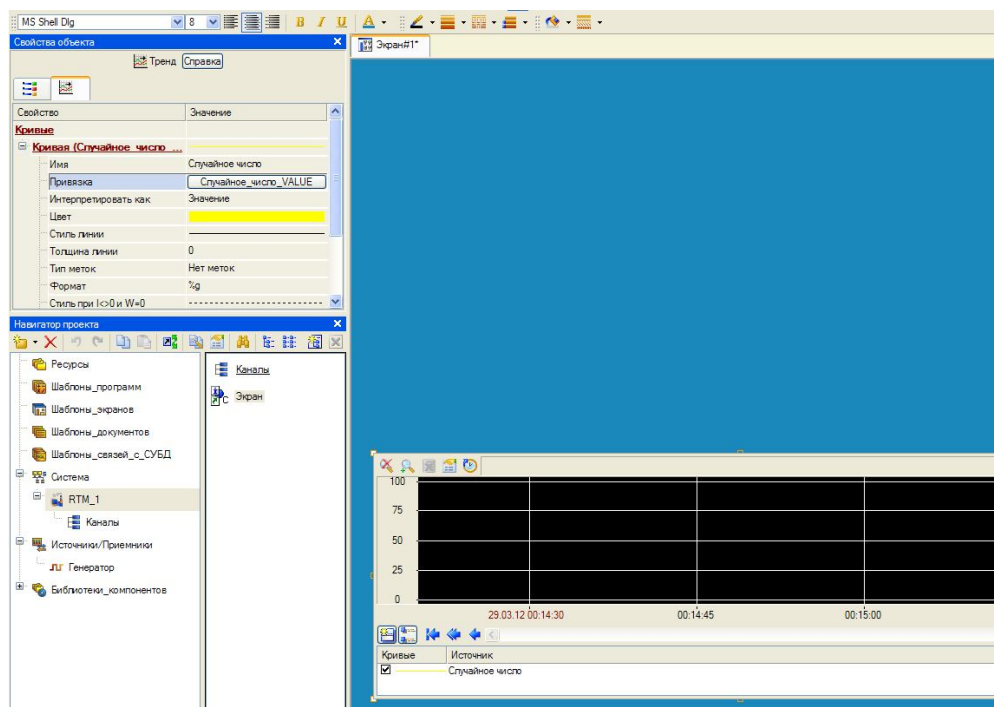 MS Shell Dlg 8 B I U A
Свойства объекта
Экран#1*
Тренд Справка
Свойство Значение
Кривые
Кривая (Случайное_число_...
Имя Случайное число
Привязка Случайное_число_VALUE
Интерпретировать как Значение
Цвет
Стиль линии
Толщина линии 0
Тип меток Нет меток
Формат %g
Стиль при I<>0 и W=0
Навигатор проекта
Ресурсы
Шаблоны_программ
Шаблоны_экранов
Шаблоны_документов
Шаблоны_связей_с_СУБД
Система
RTM_1
Каналы
Источники/Приемники
Генератор
Библиотеки_компонентов
Каналы
Экран
100
75
50
25
0
29.03.12 00:14:30 00:14:45 00:15:00
Кривые Источник
Случайное число